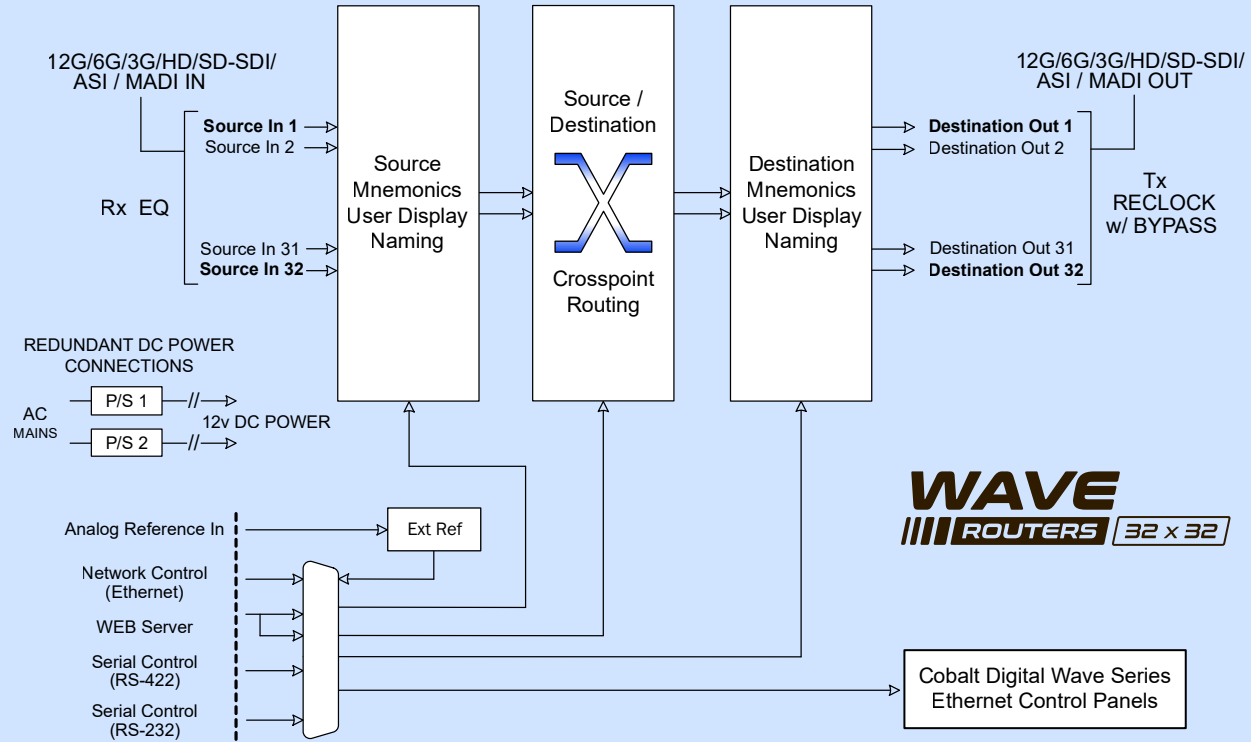 12G/6G/3G/HD/SD-SDI/
ASI / MADI IN
Source In 1
Source In 2
Rx EQ
Source In 31
Source In 32
Source
Mnemonics
User Display
Naming
Source /
Destination
Crosspoint
Routing
Destination
Mnemonics
User Display
Naming
12G/6G/3G/HD/SD-SDI/
ASI / MADI OUT
Destination Out 1
Destination Out 2
Tx
RECLOCK
w/ BYPASS
Destination Out 31
Destination Out 32
REDUNDANT DC POWER
CONNECTIONS
AC
MAINS
P/S 1
//
P/S 2
//
12v DC POWER
WAVE
ROUTERS
32 x 32
Analog Reference In
Ext Ref
Network Control
(Ethernet)
WEB Server
Serial Control
(RS-422)
Serial Control
(RS-232)
Cobalt Digital Wave Series
Ethernet Control Panels